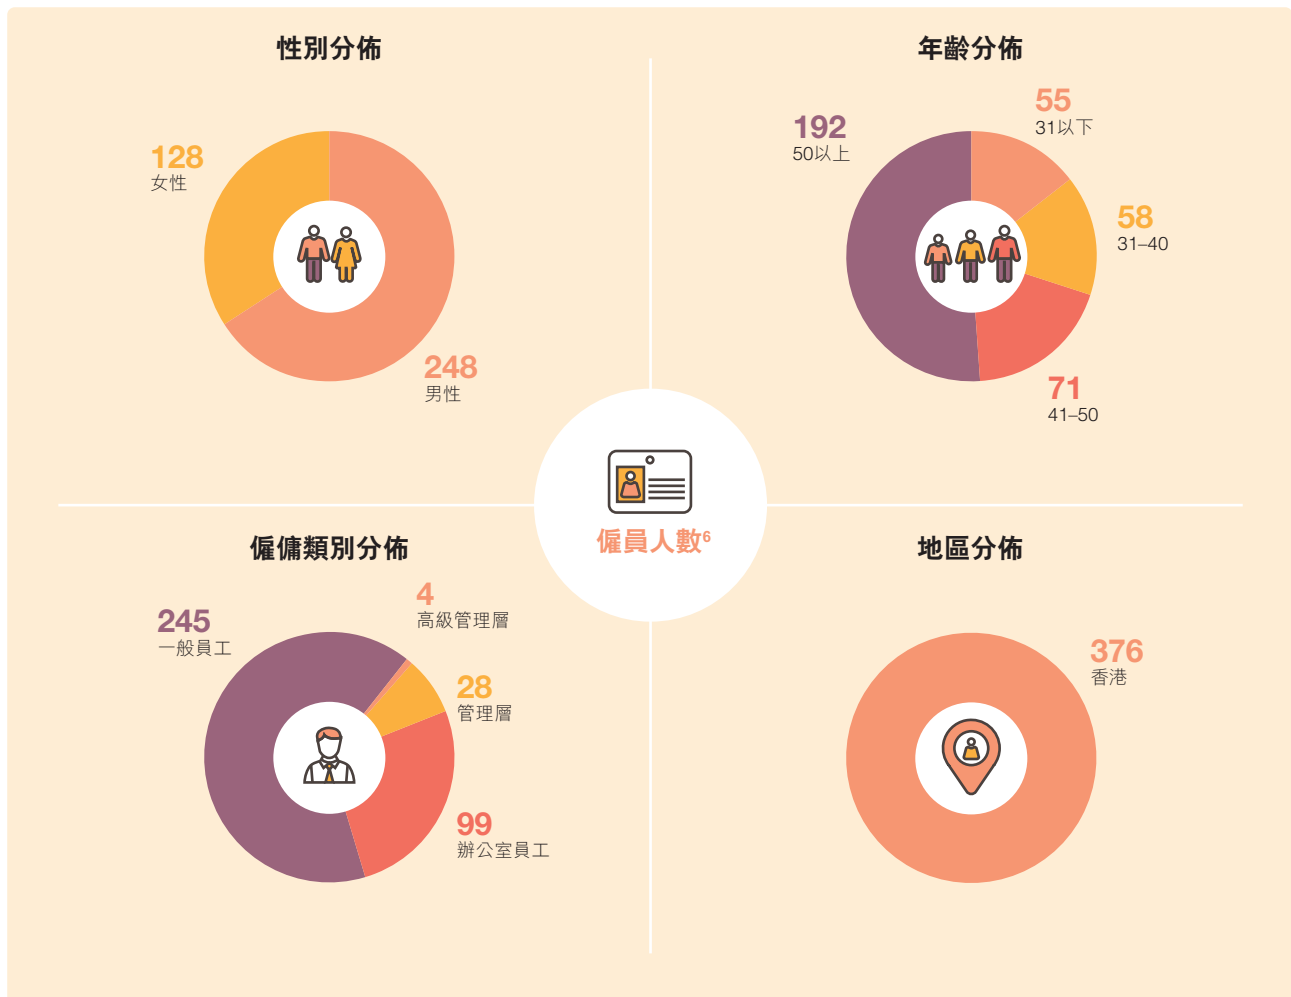 性別分佈
128
女性
248
男性
年齡分佈
192
50以上
55
31以下
58
31–40
71
41–50
僱員人數6
僱傭類別分佈
245
一般員工
4
高級管理層
28
管理層
99
辦公室員工
地區分佈
376
香港